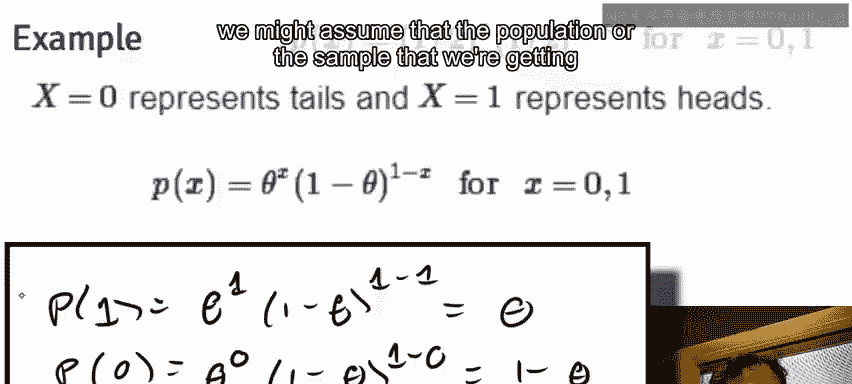 we might assume that the population or
Example
the sample that we're getting
for x = 0, 1
X = 0 represents tails and X = 1 represents heads.
p(x) = θ^x (1 − θ)^{1−x} for x = 0, 1
P(1) = θ^1 (1 - θ)^{1-1} = θ
P(0) = θ^0 (1 - θ)^{1-0} = 1 - θ